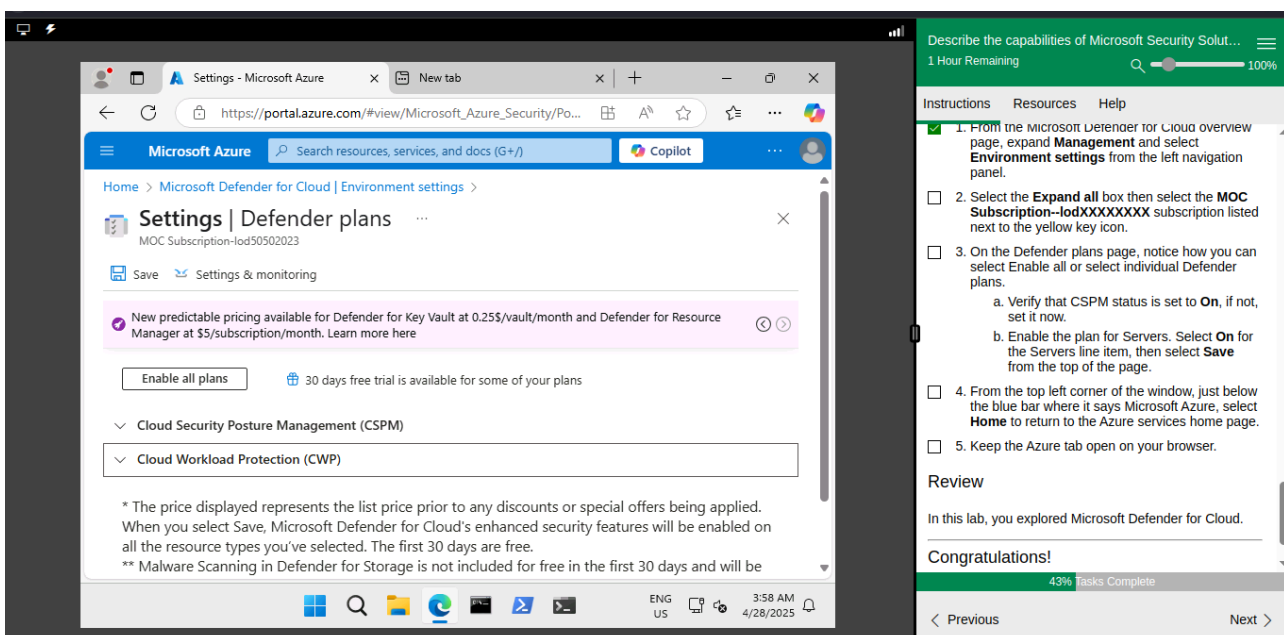 Settings - Microsoft Azure
New tab
https://portal.azure.com/#view/Microsoft_Azure_Security/Po...
Microsoft Azure
Search resources, services, and docs (G+/)
Copilot
Home > Microsoft Defender for Cloud | Environment settings >
Settings | Defender plans ...
MOC Subscription-lod50502023
Save
Settings & monitoring
New predictable pricing available for Defender for Key Vault at 0.25$/vault/month and Defender for Resource
Manager at $5/subscription/month. Learn more here
Enable all plans
30 days free trial is available for some of your plans
Cloud Security Posture Management (CSPM)
Cloud Workload Protection (CWP)
* The price displayed represents the list price prior to any discounts or special offers being applied.
When you select Save, Microsoft Defender for Cloud's enhanced security features will be enabled on
all the resource types you've selected. The first 30 days are free.
** Malware Scanning in Defender for Storage is not included for free in the first 30 days and will be
ENG
US
3:58 AM
4/28/2025
Describe the capabilities of Microsoft Security Solut...
1 Hour Remaining
100%
Instructions
Resources
Help
1. From the Microsoft Defender for Cloud overview
page, expand Management and select
Environment settings from the left navigation
panel.
2. Select the Expand all box then select the MOC
Subscription--lodXXXXXXXX subscription listed
next to the yellow key icon.
3. On the Defender plans page, notice how you can
select Enable all or select individual Defender
plans.
a. Verify that CSPM status is set to On, if not,
set it now.
b. Enable the plan for Servers. Select On for
the Servers line item, then select Save
from the top of the page.
4. From the top left corner of the window, just below
the blue bar where it says Microsoft Azure, select
Home to return to the Azure services home page.
5. Keep the Azure tab open on your browser.
Review
In this lab, you explored Microsoft Defender for Cloud.
Congratulations!
43% Tasks Complete
< Previous
Next >